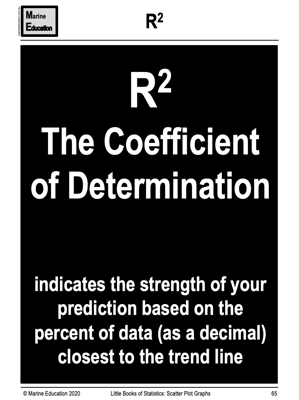 Marine
Education
R²
R²
The Coefficient
of Determination
indicates the strength of your
prediction based on the
percent of data (as a decimal)
closest to the trend line
© Marine Education 2020 Little Books of Statistics: Scatter Plot Graphs 65